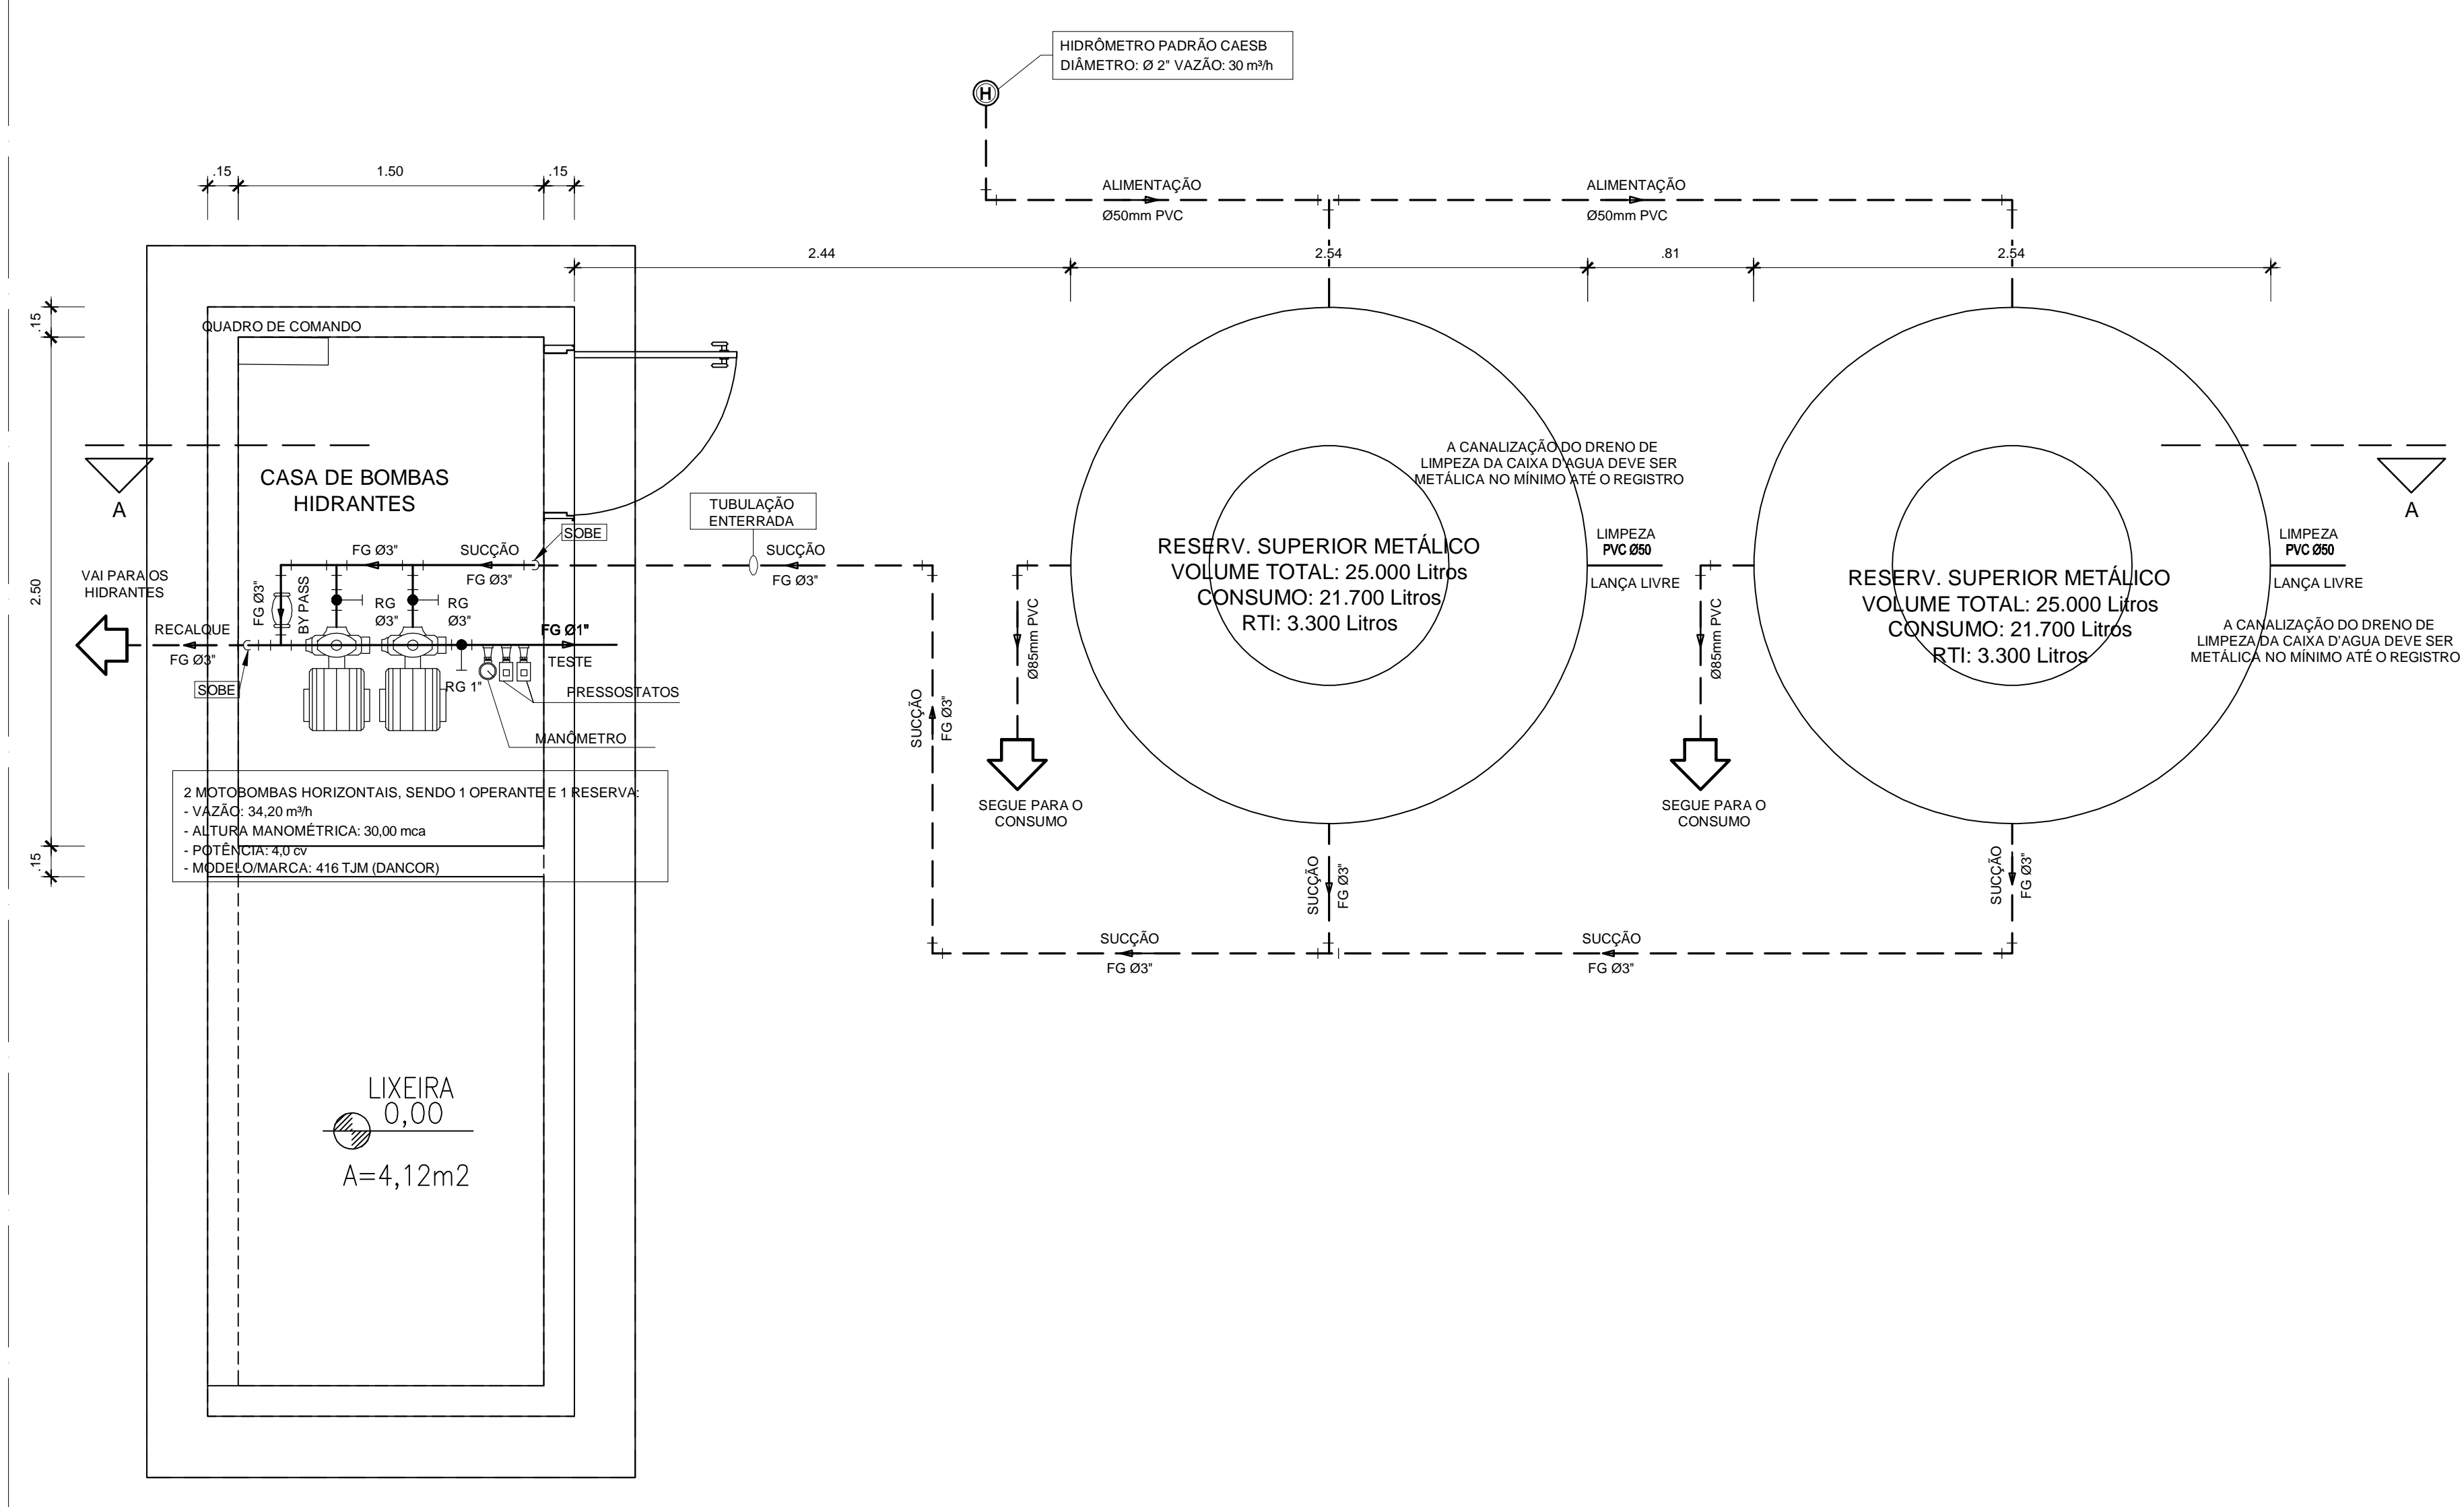 HIDRÔMETRO PADRÃO CAESB
DIÂMETRO: Ø 2" VAZÃO: 30 m³/h
H
.15
1.50
.15
ALIMENTAÇÃO
Ø50mm PVC
ALIMENTAÇÃO
Ø50mm PVC
2.44
2.54
.81
2.54
.15
2.50
.15
QUADRO DE COMANDO
CASA DE BOMBAS
HIDRANTES
A
A
A CANALIZAÇÃO DO DRENO DE
LIMPEZA DA CAIXA D'AGUA DEVE SER
METÁLICA NO MÍNIMO ATÉ O REGISTRO
TUBULAÇÃO
ENTERRADA
SOBE
FG Ø3"
SUCÇÃO
FG Ø3"
SUCÇÃO
FG Ø3"
VAI PARA OS
HIDRANTES
FG Ø3"
BY PASS
RG
Ø3"
RG
Ø3"
RECALQUE
FG Ø3"
SOBE
FG Ø1"
TESTE
RG 1"
PRESSOSTATOS
MANÔMETRO
RESERV. SUPERIOR METÁLICO
VOLUME TOTAL: 25.000 Litros
CONSUMO: 21.700 Litros
RTI: 3.300 Litros
LIMPEZA
PVC Ø50
LANÇA LIVRE
RESERV. SUPERIOR METÁLICO
VOLUME TOTAL: 25.000 Litros
CONSUMO: 21.700 Litros
RTI: 3.300 Litros
LIMPEZA
PVC Ø50
LANÇA LIVRE
A CANALIZAÇÃO DO DRENO DE
LIMPEZA DA CAIXA D'AGUA DEVE SER
METÁLICA NO MÍNIMO ATÉ O REGISTRO
Ø85mm PVC
Ø85mm PVC
SUCÇÃO
FG Ø3"
SEGUE PARA O
CONSUMO
SEGUE PARA O
CONSUMO
2 MOTOBOMBAS HORIZONTAIS, SENDO 1 OPERANTE E 1 RESERVA:
- VAZÃO: 34,20 m³/h
- ALTURA MANOMÉTRICA: 30,00 mca
- POTÊNCIA: 4,0 cv
- MODELO/MARCA: 416 TJM (DANCOR)
SUCÇÃO
FG Ø3"
SUCÇÃO
FG Ø3"
SUCÇÃO
FG Ø3"
SUCÇÃO
FG Ø3"
LIXEIRA
0,00
A=4,12m2